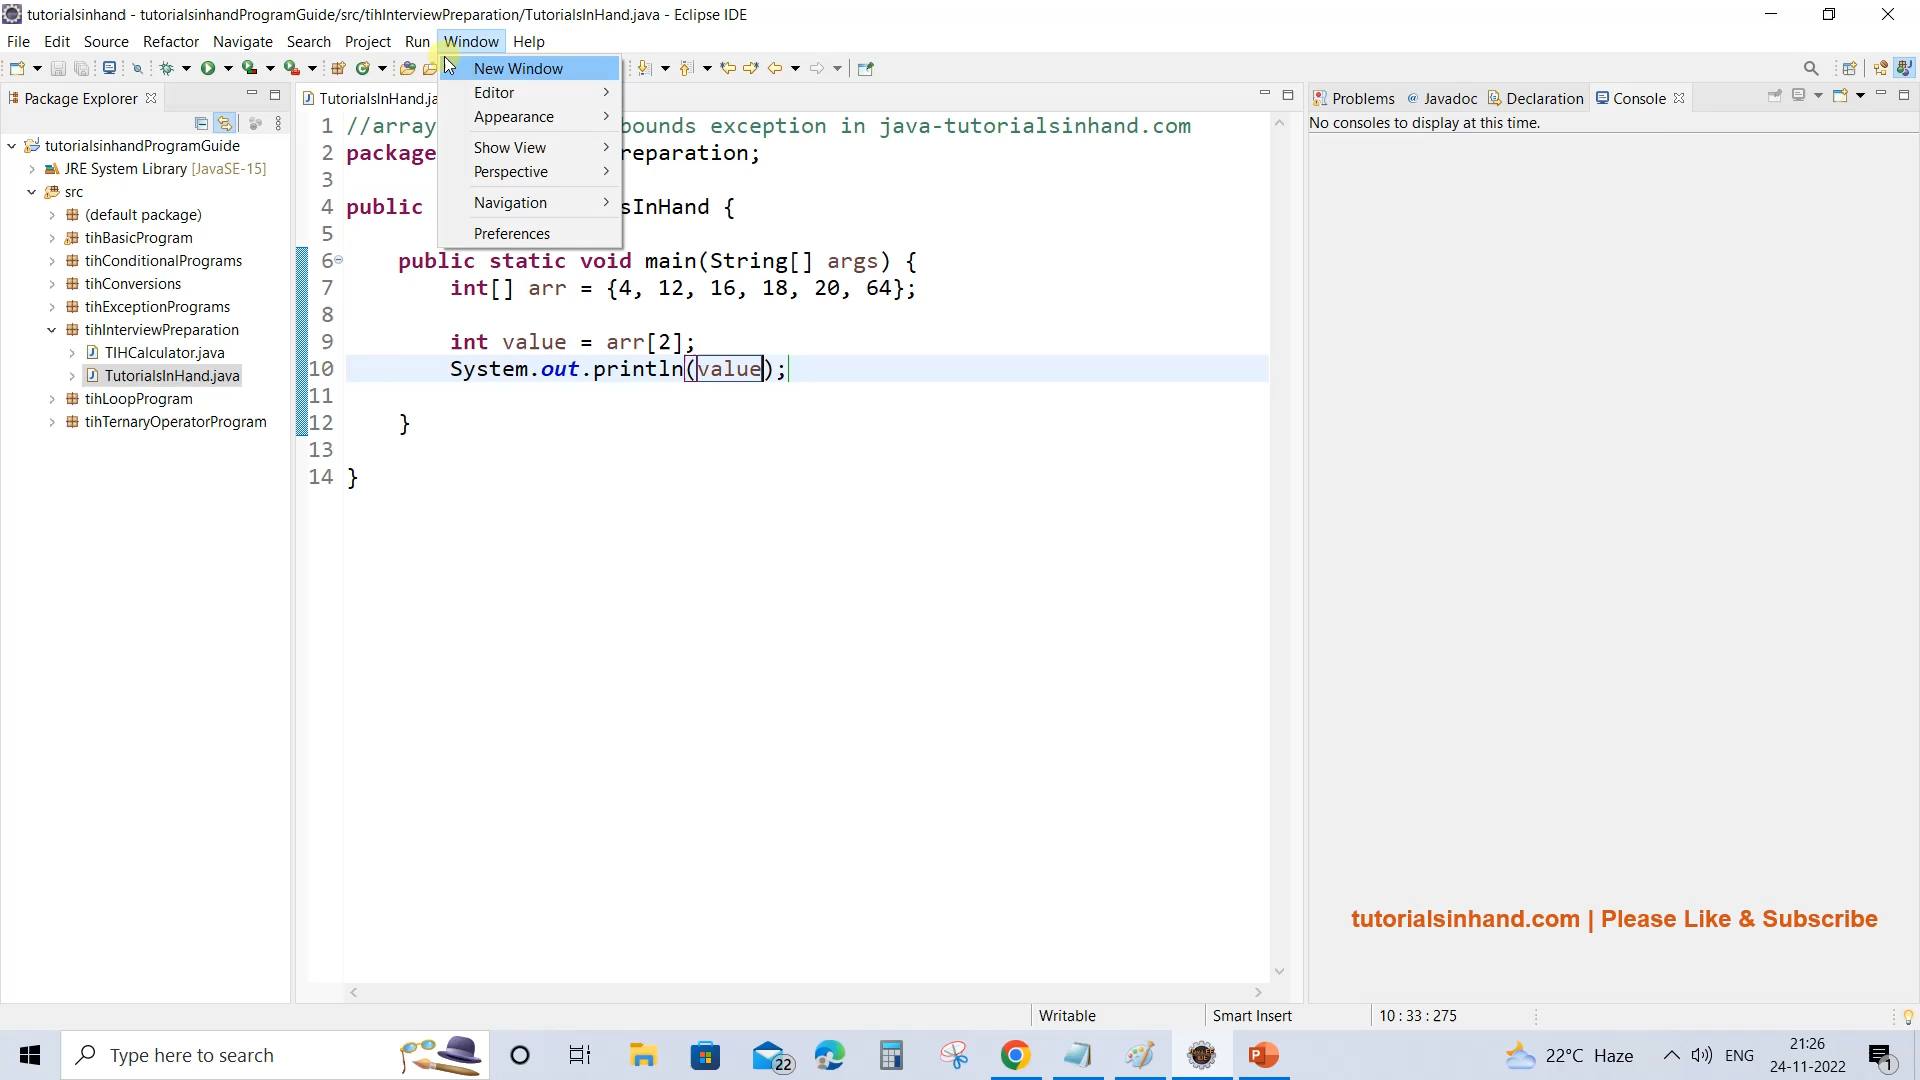 tutorialsinhand - tutorialsinhandProgramGuide/src/tihInterviewPreparation/TutorialsInHand.java - Eclipse IDE
File Edit Source Refactor Navigate Search Project Run Window Help
New Window
Editor
Appearance
Show View
Perspective
Navigation
Preferences
Package Explorer
tutorialsinhandProgramGuide
JRE System Library [JavaSE-15]
src
(default package)
tihBasicProgram
tihConditionalPrograms
tihConversions
tihExceptionPrograms
tihInterviewPreparation
TIHCalculator.java
TutorialsInHand.java
tihLoopProgram
tihTernaryOperatorProgram
TutorialsInHand.ja
1 //array bounds exception in java-tutorialsinhand.com
2 package reparation;
3
4 public sInHand {
5
6 public static void main(String[] args) {
7 int[] arr = {4, 12, 16, 18, 20, 64};
8
9 int value = arr[2];
10 System.out.println(value);
11
12 }
13
14 }
Problems Javadoc Declaration Console
No consoles to display at this time.
tutorialsinhand.com | Please Like & Subscribe
Writable Smart Insert 10 : 33 : 275
Type here to search
22
22°C Haze ENG
21:26
24-11-2022
1